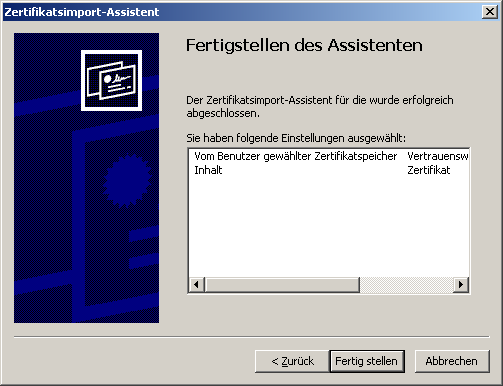 Zertifikatsimport-Assistent
Fertigstellen des Assistenten
Der Zertifikatsimport-Assistent für die wurde erfolgreich
abgeschlossen.
Sie haben folgende Einstellungen ausgewählt:
Vom Benutzer gewählter Zertifikatspeicher Vertrauensw
Inhalt Zertifikat
< Zurück Fertig stellen Abbrechen